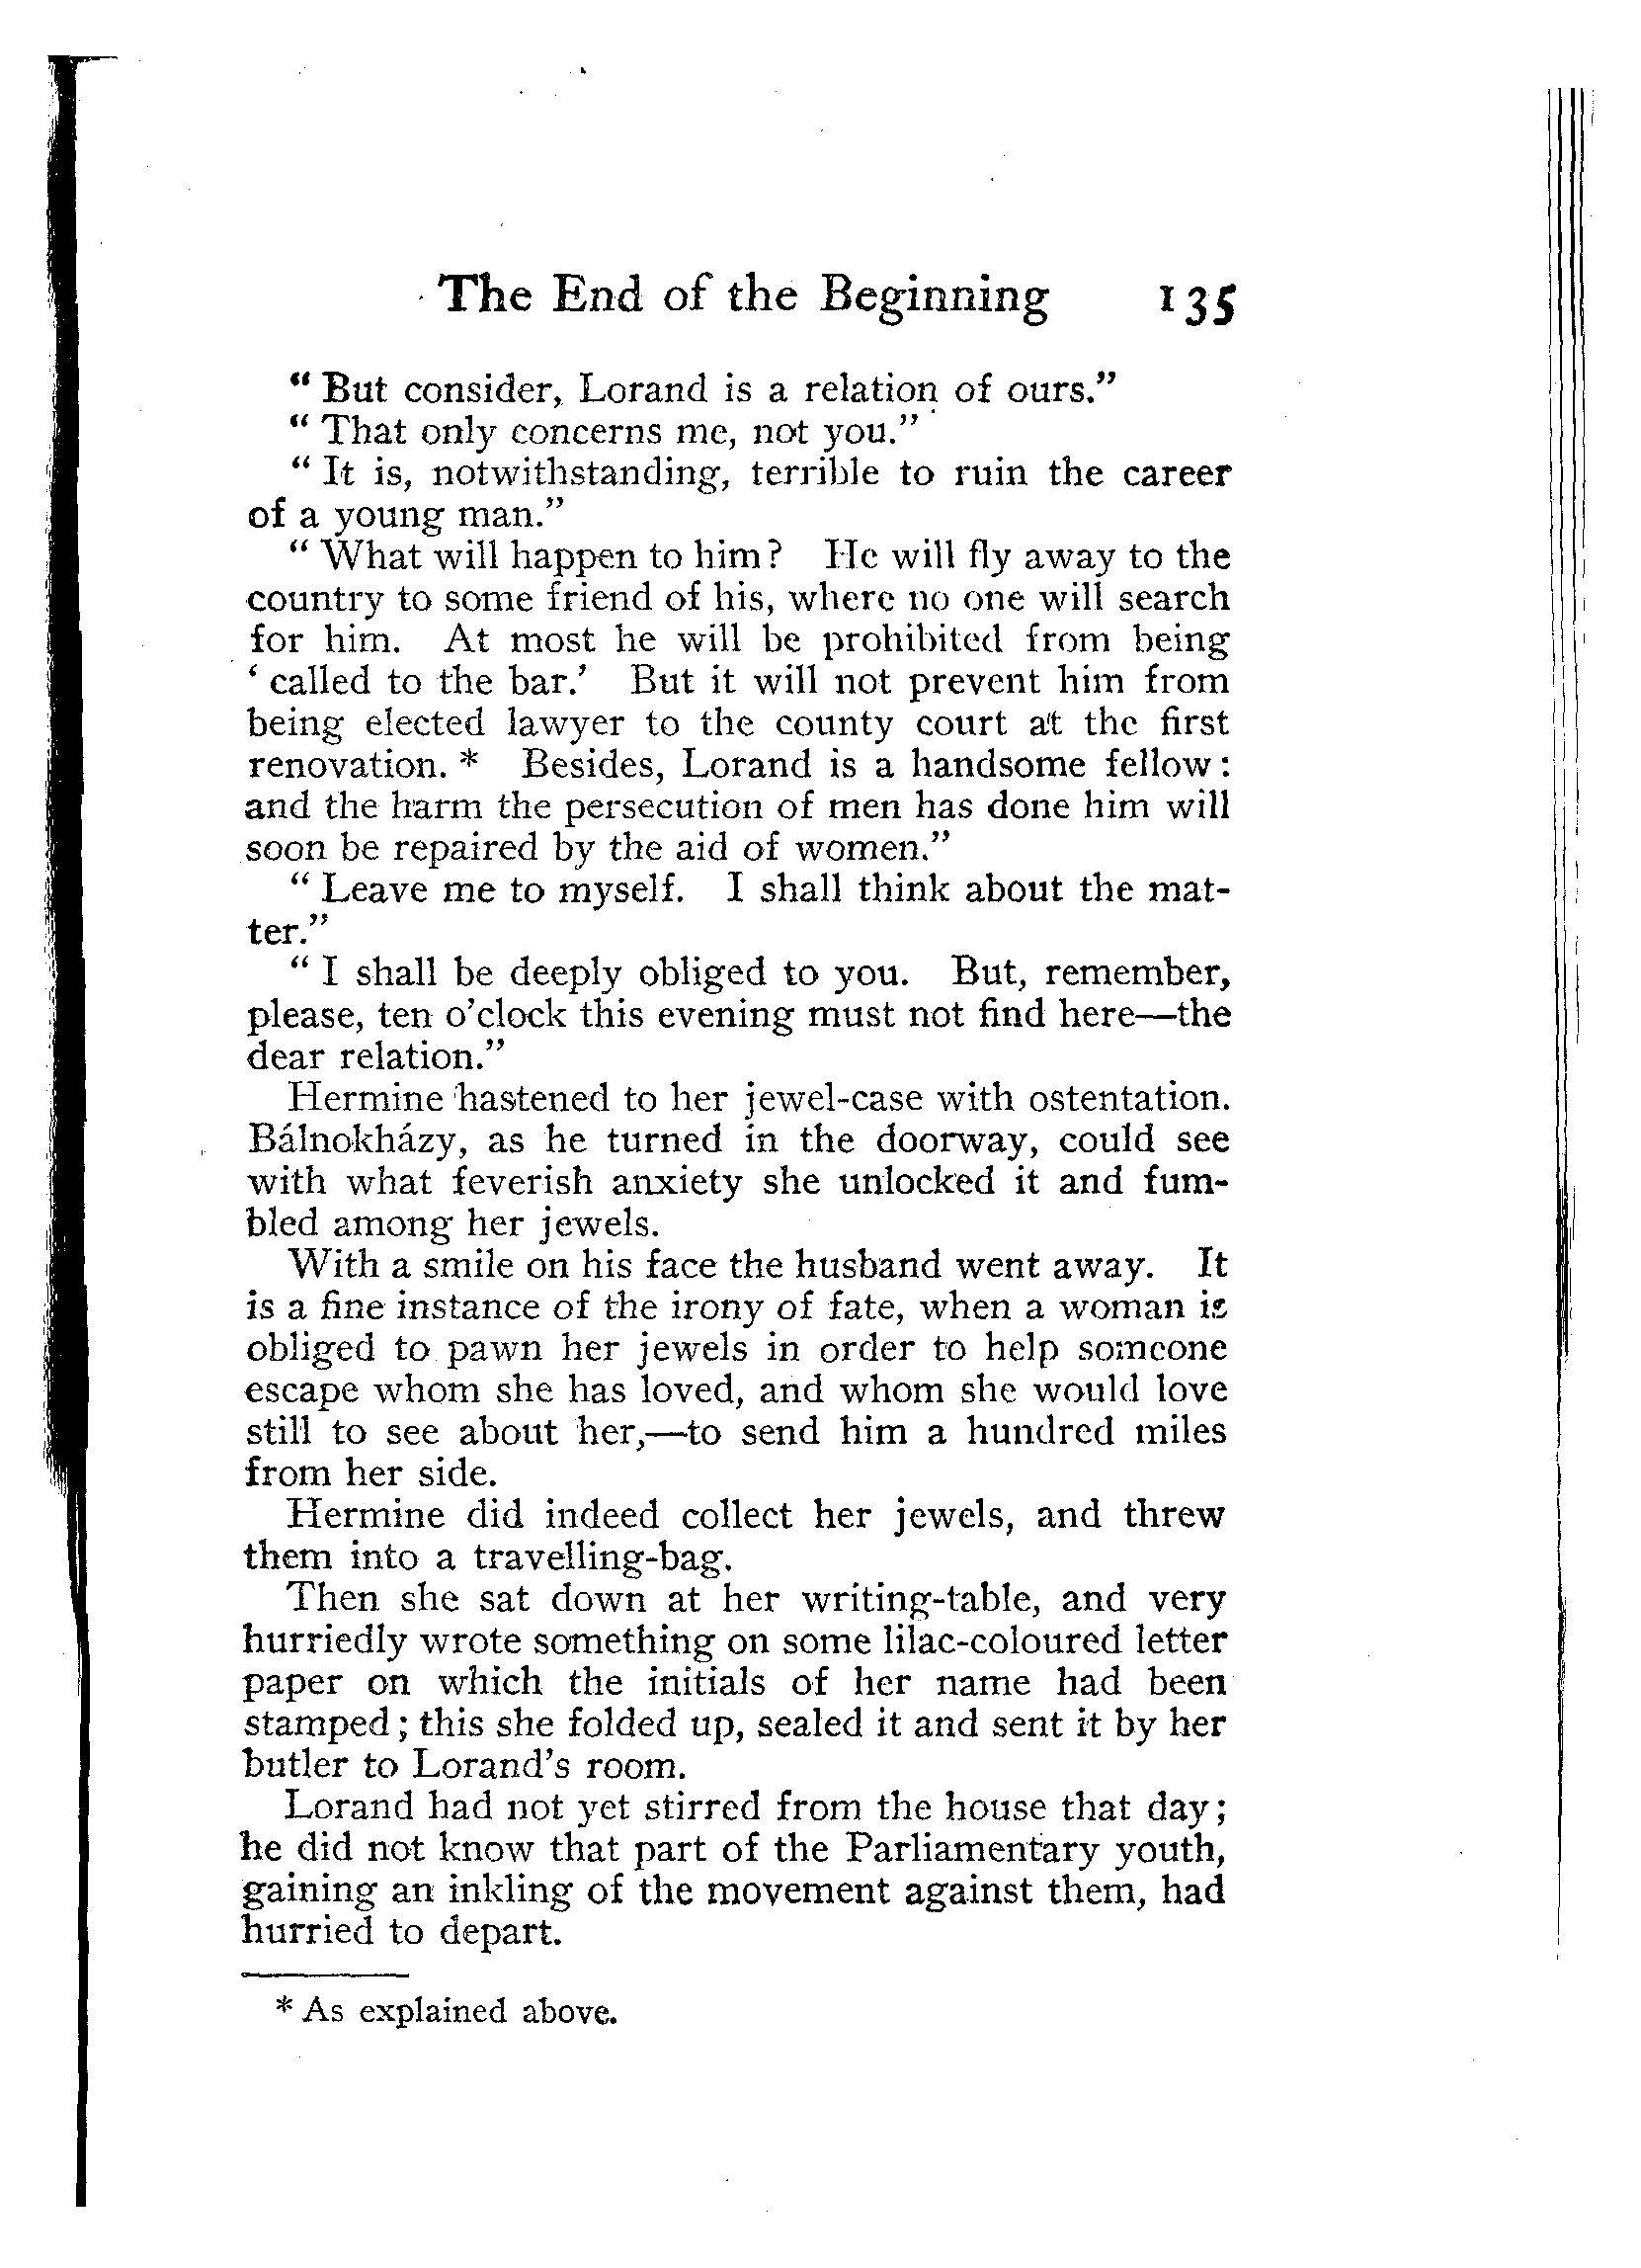 The End of the Beginning 135
“ But consider, Lorand is a relation of ours.”
“ That only concerns me, not you.”
“ It is, notwithstanding, terrible to ruin the career
of a young man.”
“ What will happen to him? He will fly away to the
country to some friend of his, where no one will search
for him. At most he will be prohibited from being
‘ called to the bar.’ But it will not prevent him from
being elected lawyer to the county court at the first
renovation. * Besides, Lorand is a handsome fellow:
and the harm the persecution of men has done him will
soon be repaired by the aid of women.”
“ Leave me to myself. I shall think about the mat-
ter.”
“ I shall be deeply obliged to you. But, remember,
please, ten o’clock this evening must not find here—the
dear relation.”
Hermine hastened to her jewel-case with ostentation.
Bálnokházy, as he turned in the doorway, could see
with what feverish anxiety she unlocked it and fum-
bled among her jewels.
With a smile on his face the husband went away. It
is a fine instance of the irony of fate, when a woman is
obliged to pawn her jewels in order to help someone
escape whom she has loved, and whom she would love
still to see about her,—to send him a hundred miles
from her side.
Hermine did indeed collect her jewels, and threw
them into a travelling-bag.
Then she sat down at her writing-table, and very
hurriedly wrote something on some lilac-coloured letter
paper on which the initials of her name had been
stamped; this she folded up, sealed it and sent it by her
butler to Lorand’s room.
Lorand had not yet stirred from the house that day;
he did not know that part of the Parliamentary youth,
gaining an inkling of the movement against them, had
hurried to depart.
* As explained above.